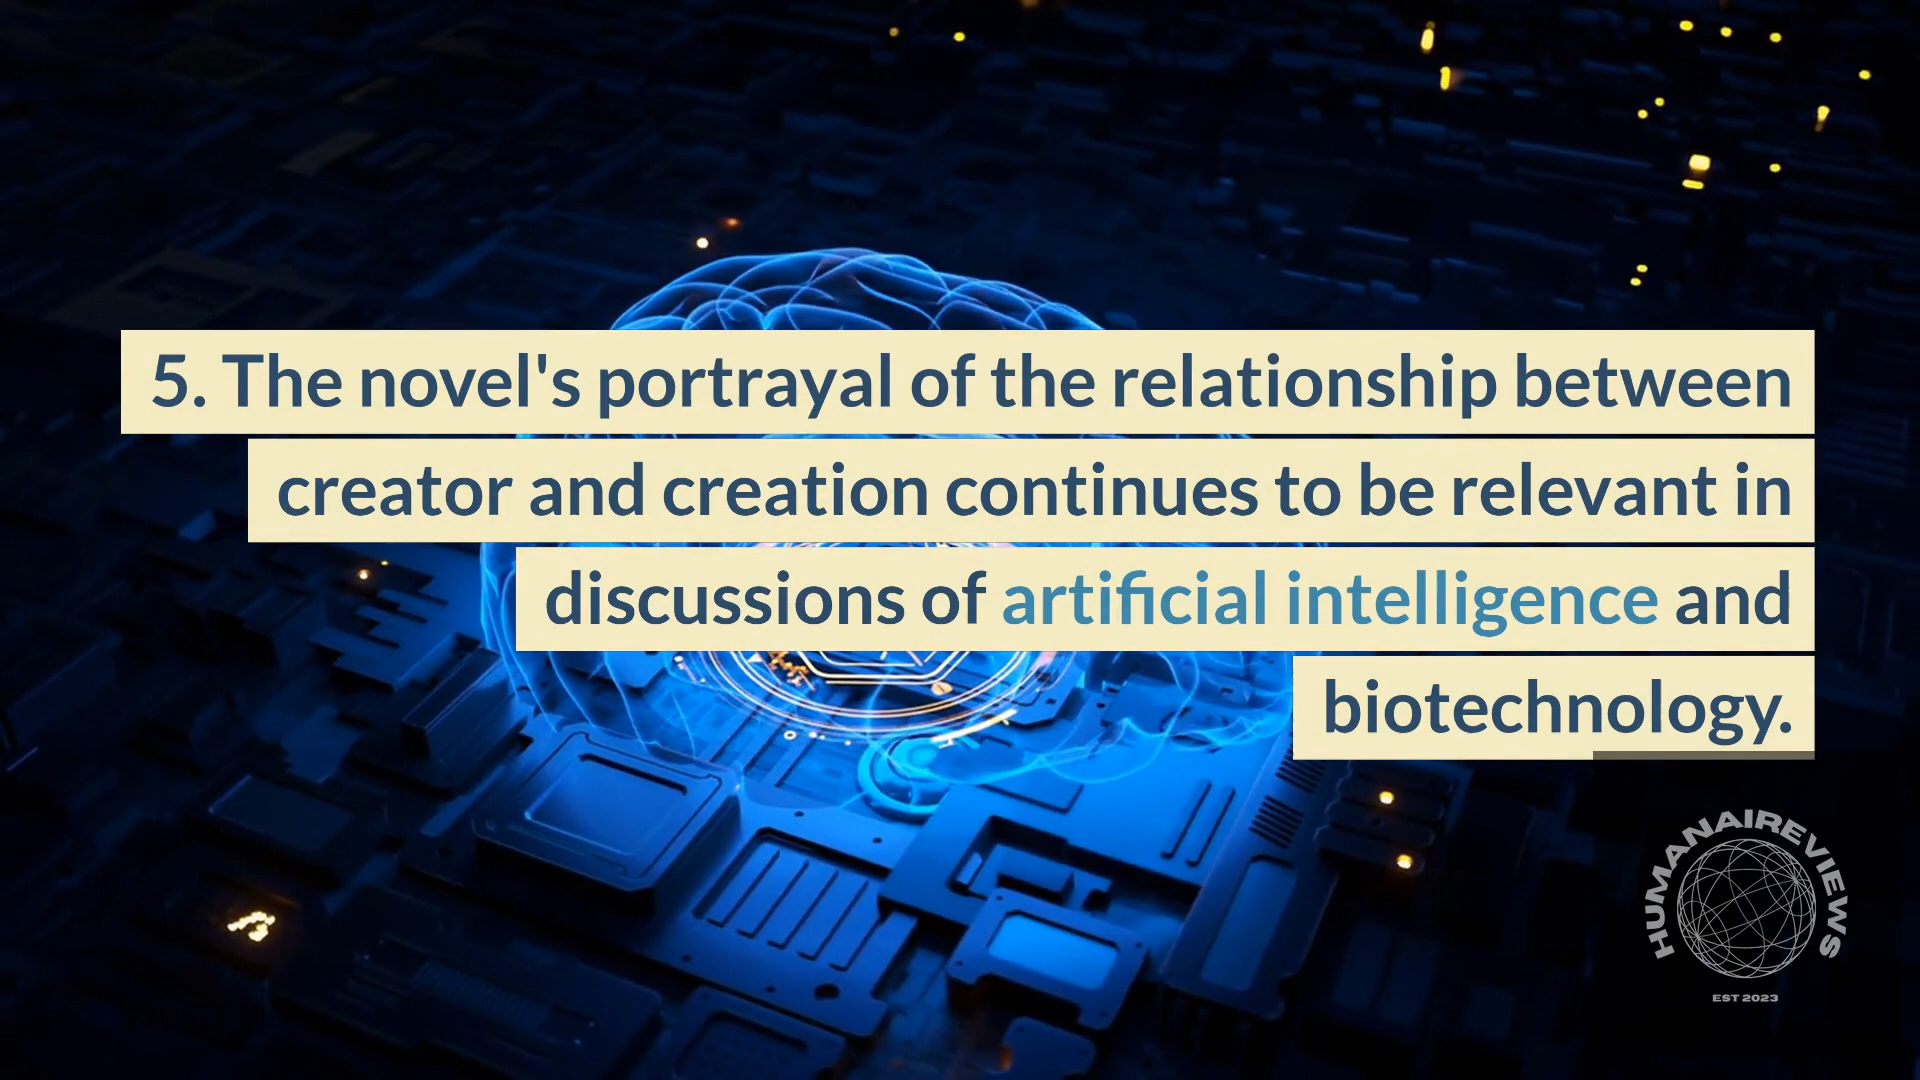 5. The novel's portrayal of the relationship between
creator and creation continues to be relevant in
discussions of artificial intelligence and
biotechnology.
HUMANAIREVIEWS
EST 2023